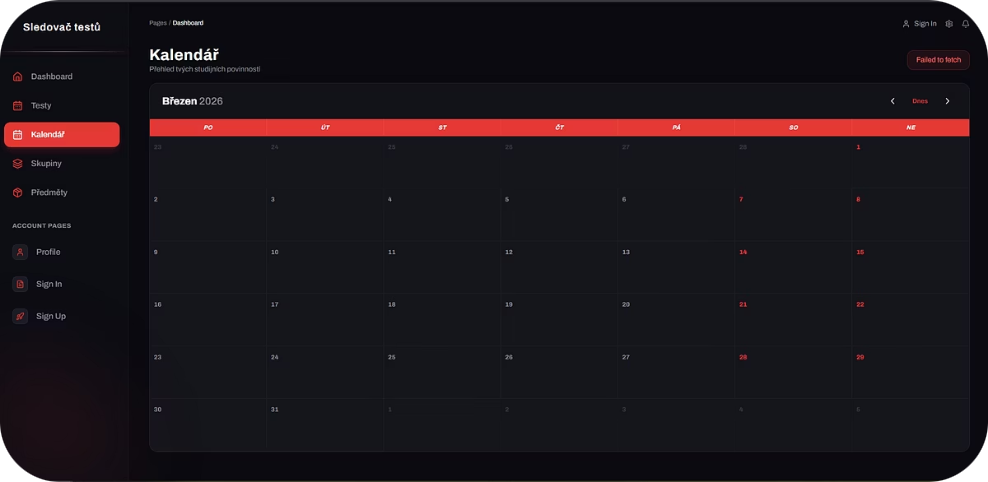 Sledovač testů
Dashboard
Testy
Kalendář
Skupiny
Předměty
ACCOUNT PAGES
Profile
Sign In
Sign Up
Pages / Dashboard
Sign In
Kalendář
Přehled tvých studijních povinností
Failed to fetch
Březen 2026
Dnes
PO ÚT ST ČT PÁ SO NE
23 24 25 26 27 28 1
2 3 4 5 6 7 8
9 10 11 12 13 14 15
16 17 18 19 20 21 22
23 24 25 26 27 28 29
30 31 1 2 3 4 5